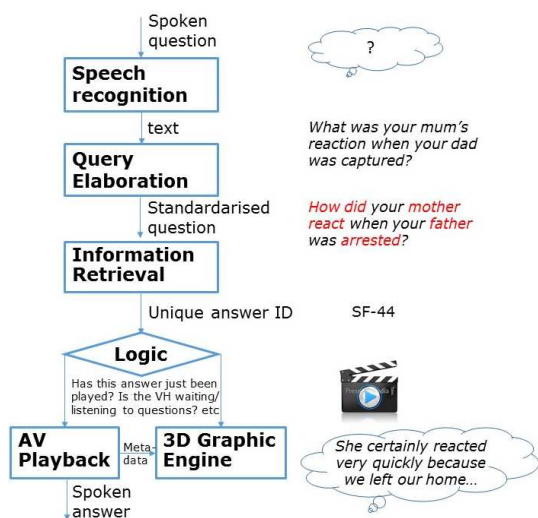 Spoken
question
?
Speech
recognition
text
What was your mum's
reaction when your dad
was captured?
Query
Elaboration
Standardarised
question
How did your mother
react when your father
was arrested?
Information
Retrieval
Unique answer ID
SF-44
Logic
Has this answer just been
played? Is the VH waiting/
listening to questions? etc
AV
Playback
Meta-
data
3D Graphic
Engine
She certainly reacted
very quickly because
we left our home...
Spoken
answer